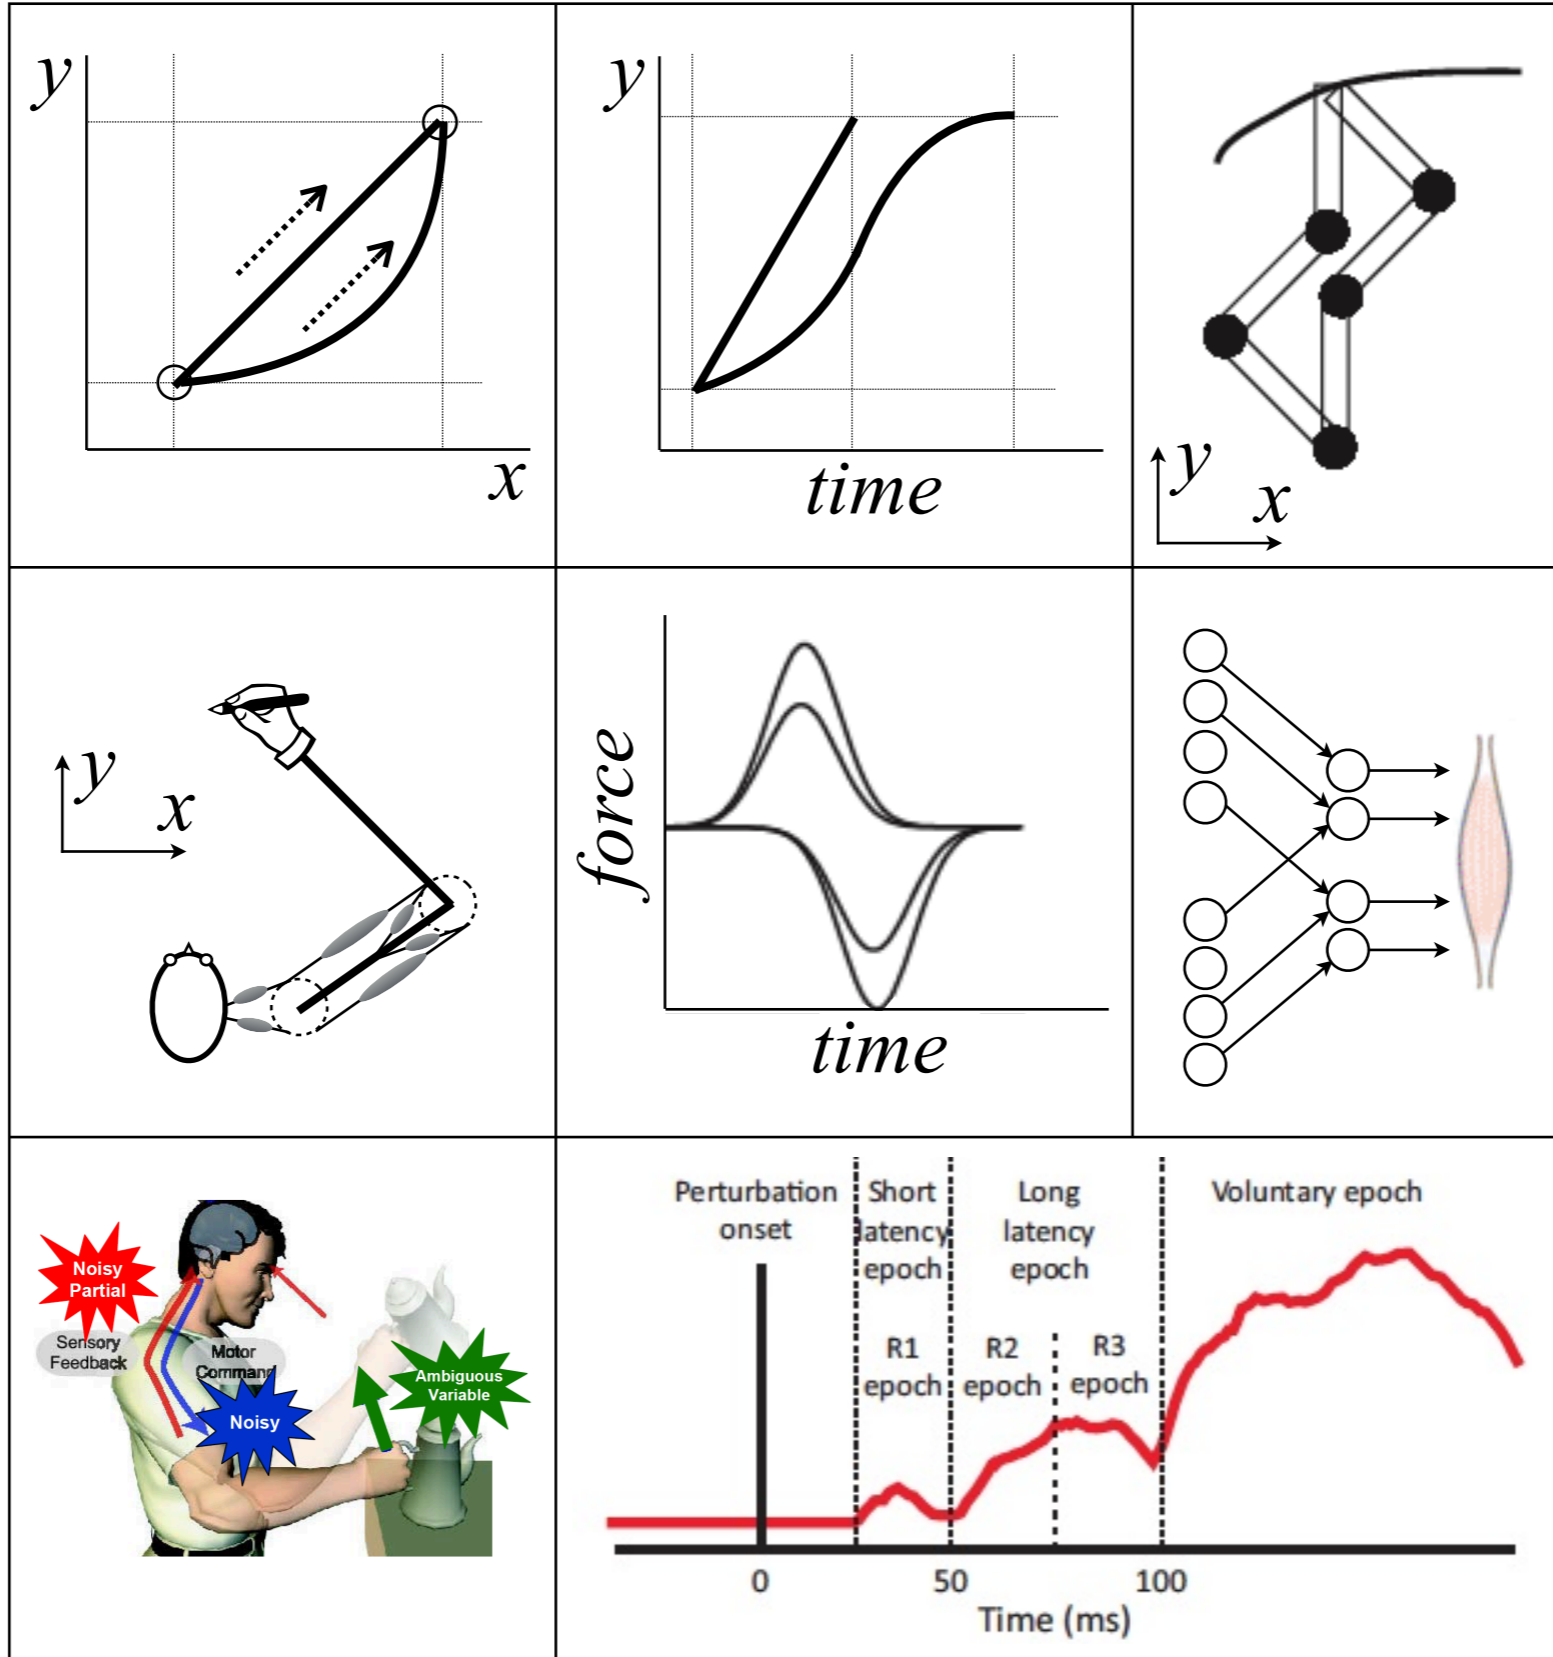 y
x
y
time
y
x
y
x
force
time
Noisy
Partial
Sensory
Feedback
Motor
Command
Noisy
Ambiguous
Variable
Perturbation
onset
Short
latency
epoch
Long
latency
epoch
Voluntary epoch
R1
epoch
R2
epoch
R3
epoch
0
50
100
Time (ms)